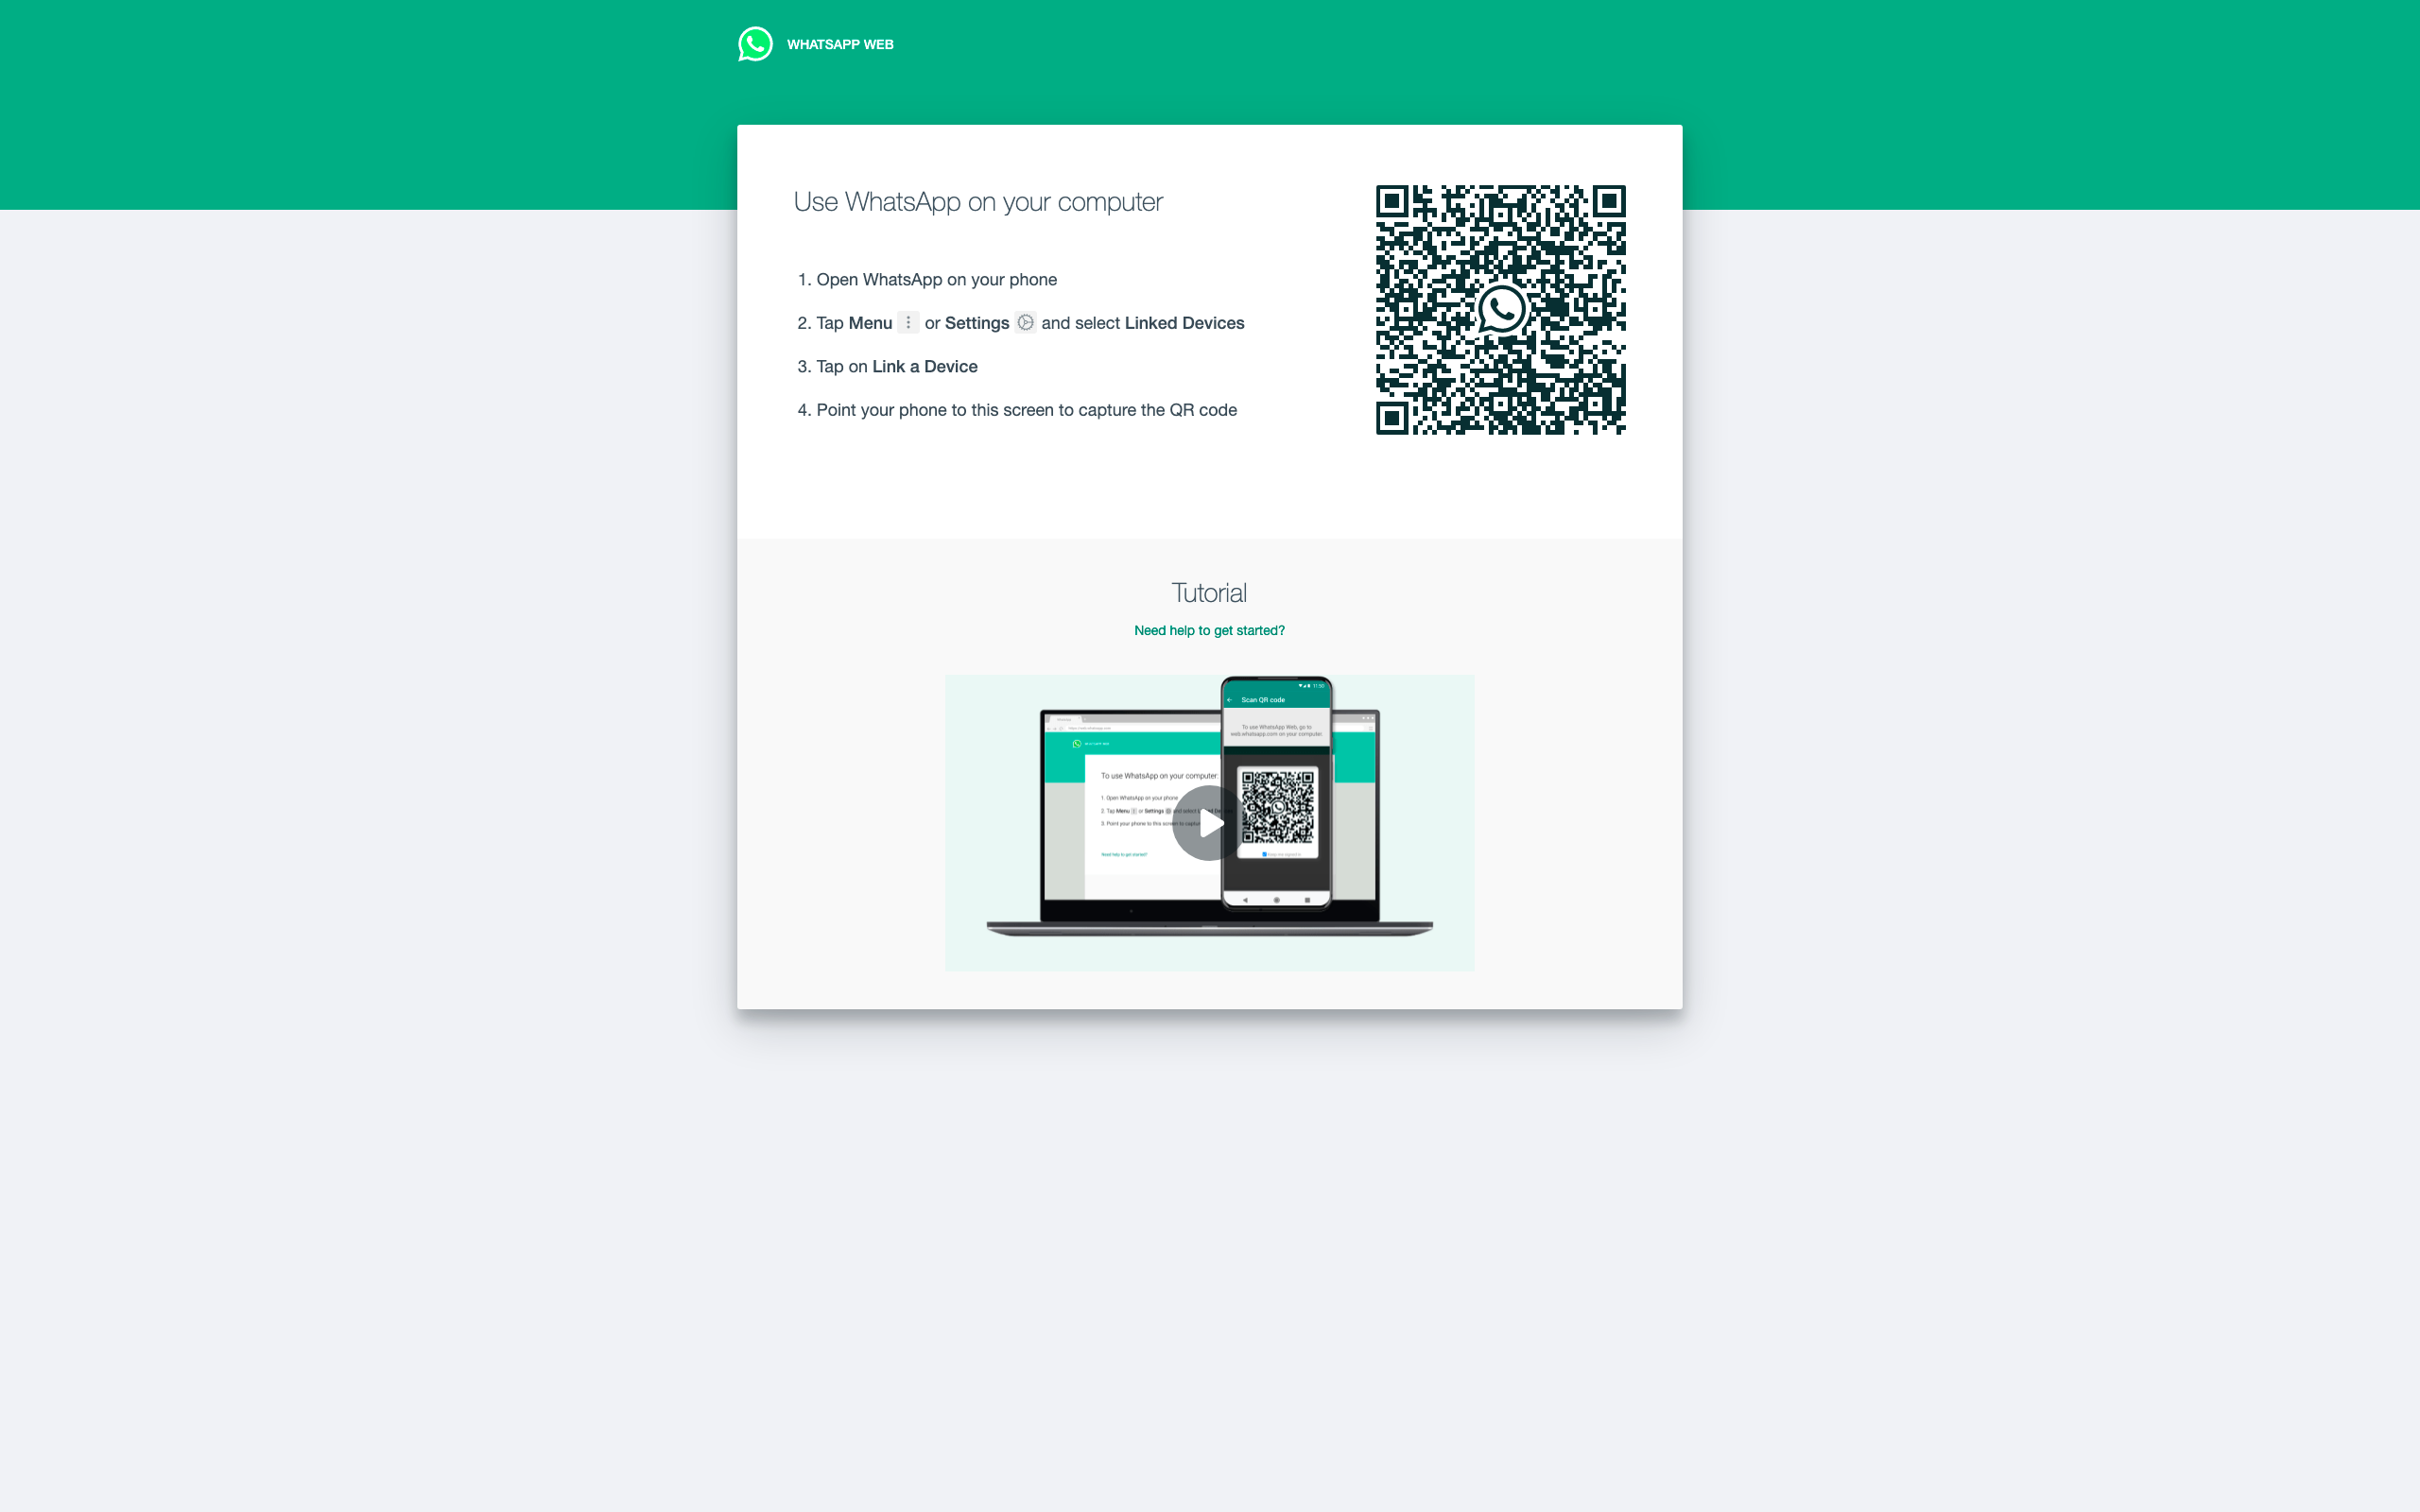 WHATSAPP WEB
Use WhatsApp on your computer
1. Open WhatsApp on your phone
2. Tap Menu or Settings and select Linked Devices
3. Tap on Link a Device
4. Point your phone to this screen to capture the QR code
Tutorial
Need help to get started?
11:50
Scan QR code
To use WhatsApp Web, go to
web.whatsapp.com on your computer
WHATSAPP WEB
To use WhatsApp on your computer:
1. Open WhatsApp on your phone
2. Tap Menu or Settings and select
3. Point your phone to this screen to
Need help to get started?